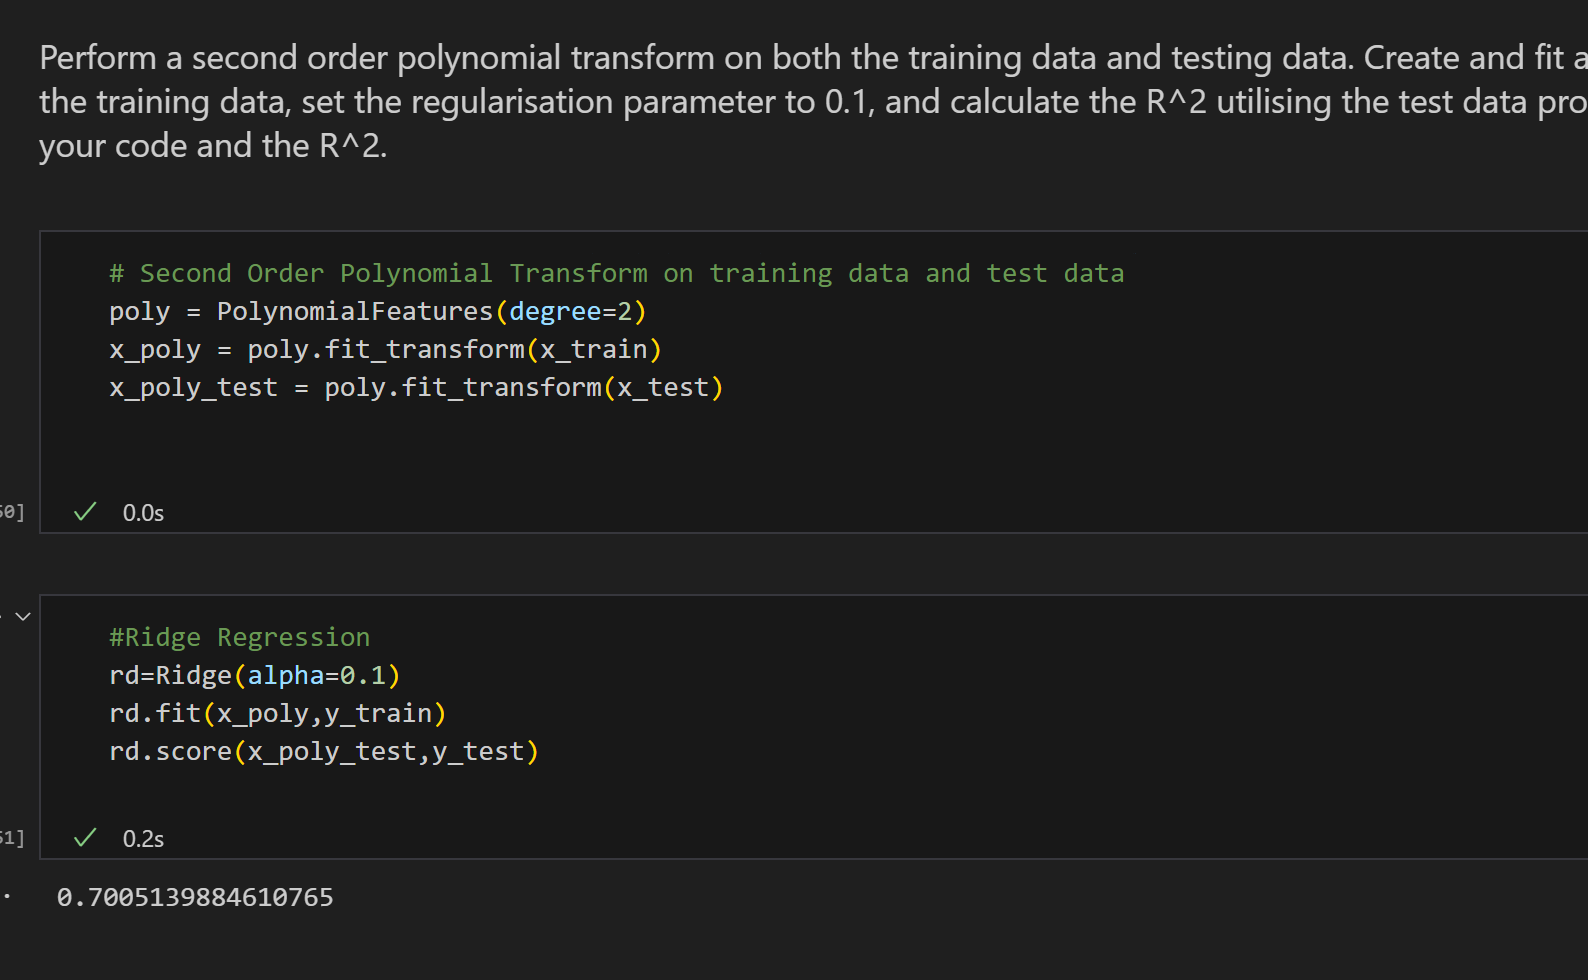 Perform a second order polynomial transform on both the training data and testing data. Create and fit a
the training data, set the regularisation parameter to 0.1, and calculate the R^2 utilising the test data pro
your code and the R^2.
# Second Order Polynomial Transform on training data and test data
poly = PolynomialFeatures(degree=2)
x_poly = poly.fit_transform(x_train)
x_poly_test = poly.fit_transform(x_test)
0]
0.0s
#Ridge Regression
rd=Ridge(alpha=0.1)
rd.fit(x_poly,y_train)
rd.score(x_poly_test,y_test)
1]
0.2s
0.7005139884610765